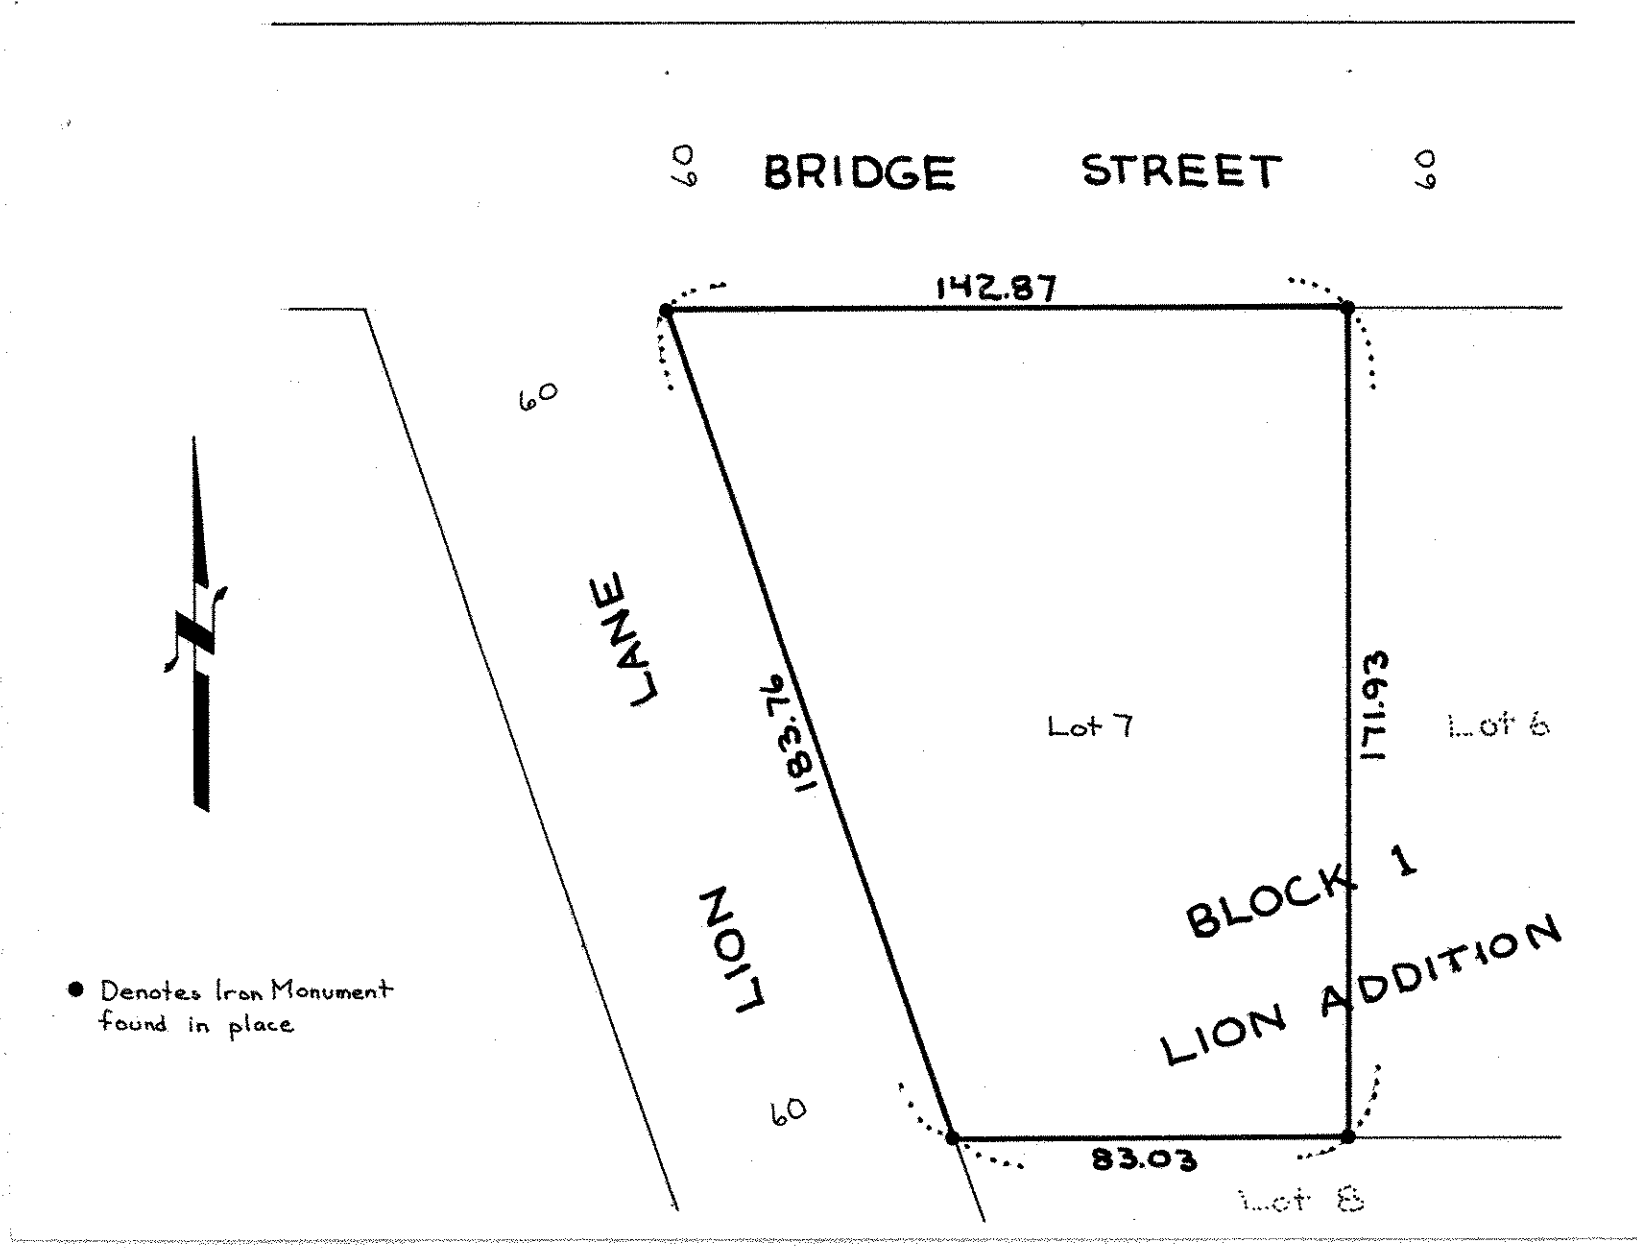 60 BRIDGE STREET 60
142.87
60
LION LANE
183.76
Lot 7
171.93
Lot 6
BLOCK 1
LION ADDITION
Denotes Iron Monument
found in place
60
83.03
Lot 8